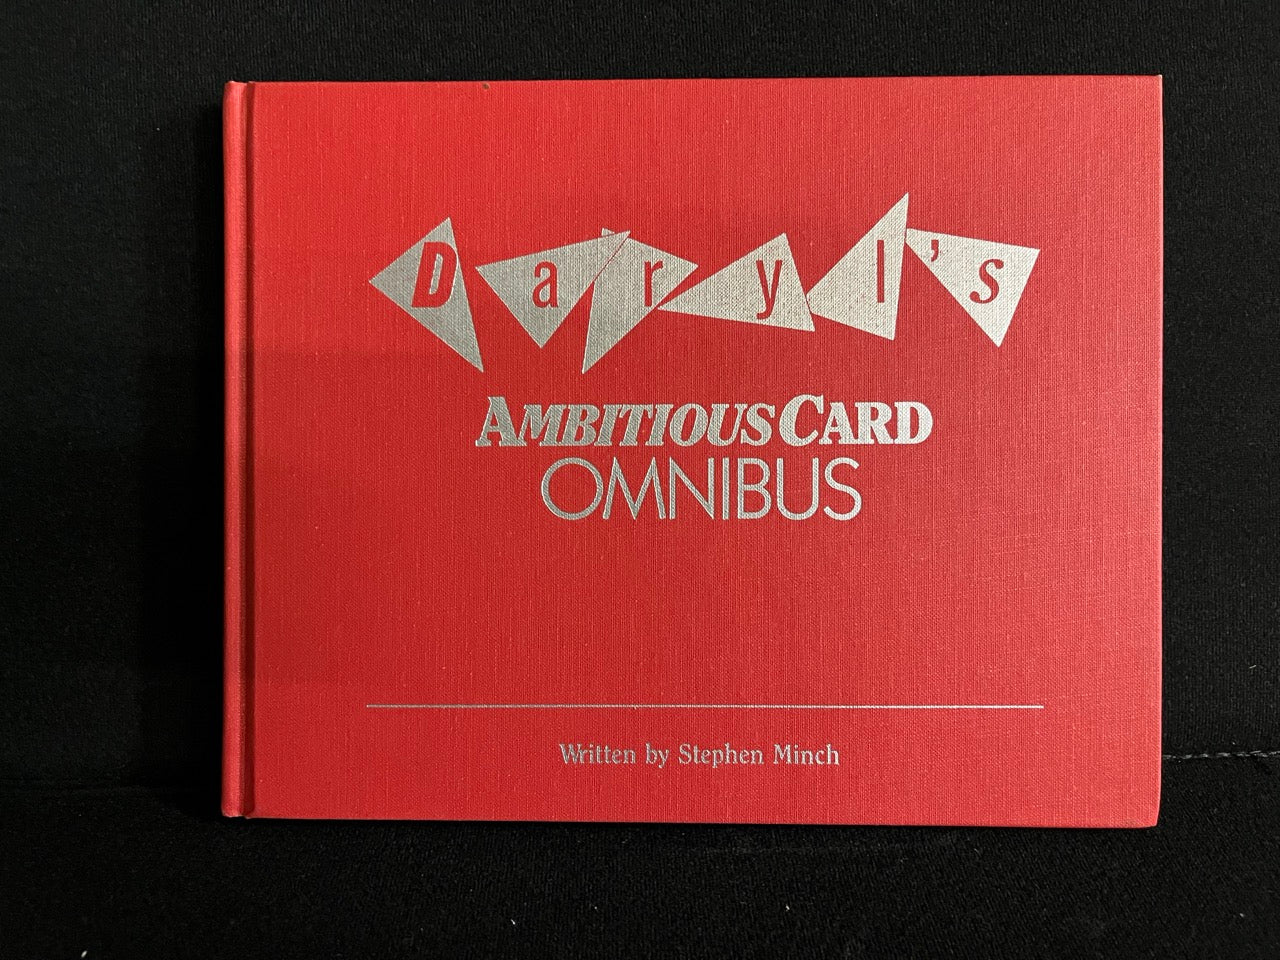 Daryl's
AMBITIOUS CARD
OMNIBUS
Written by Stephen Minch